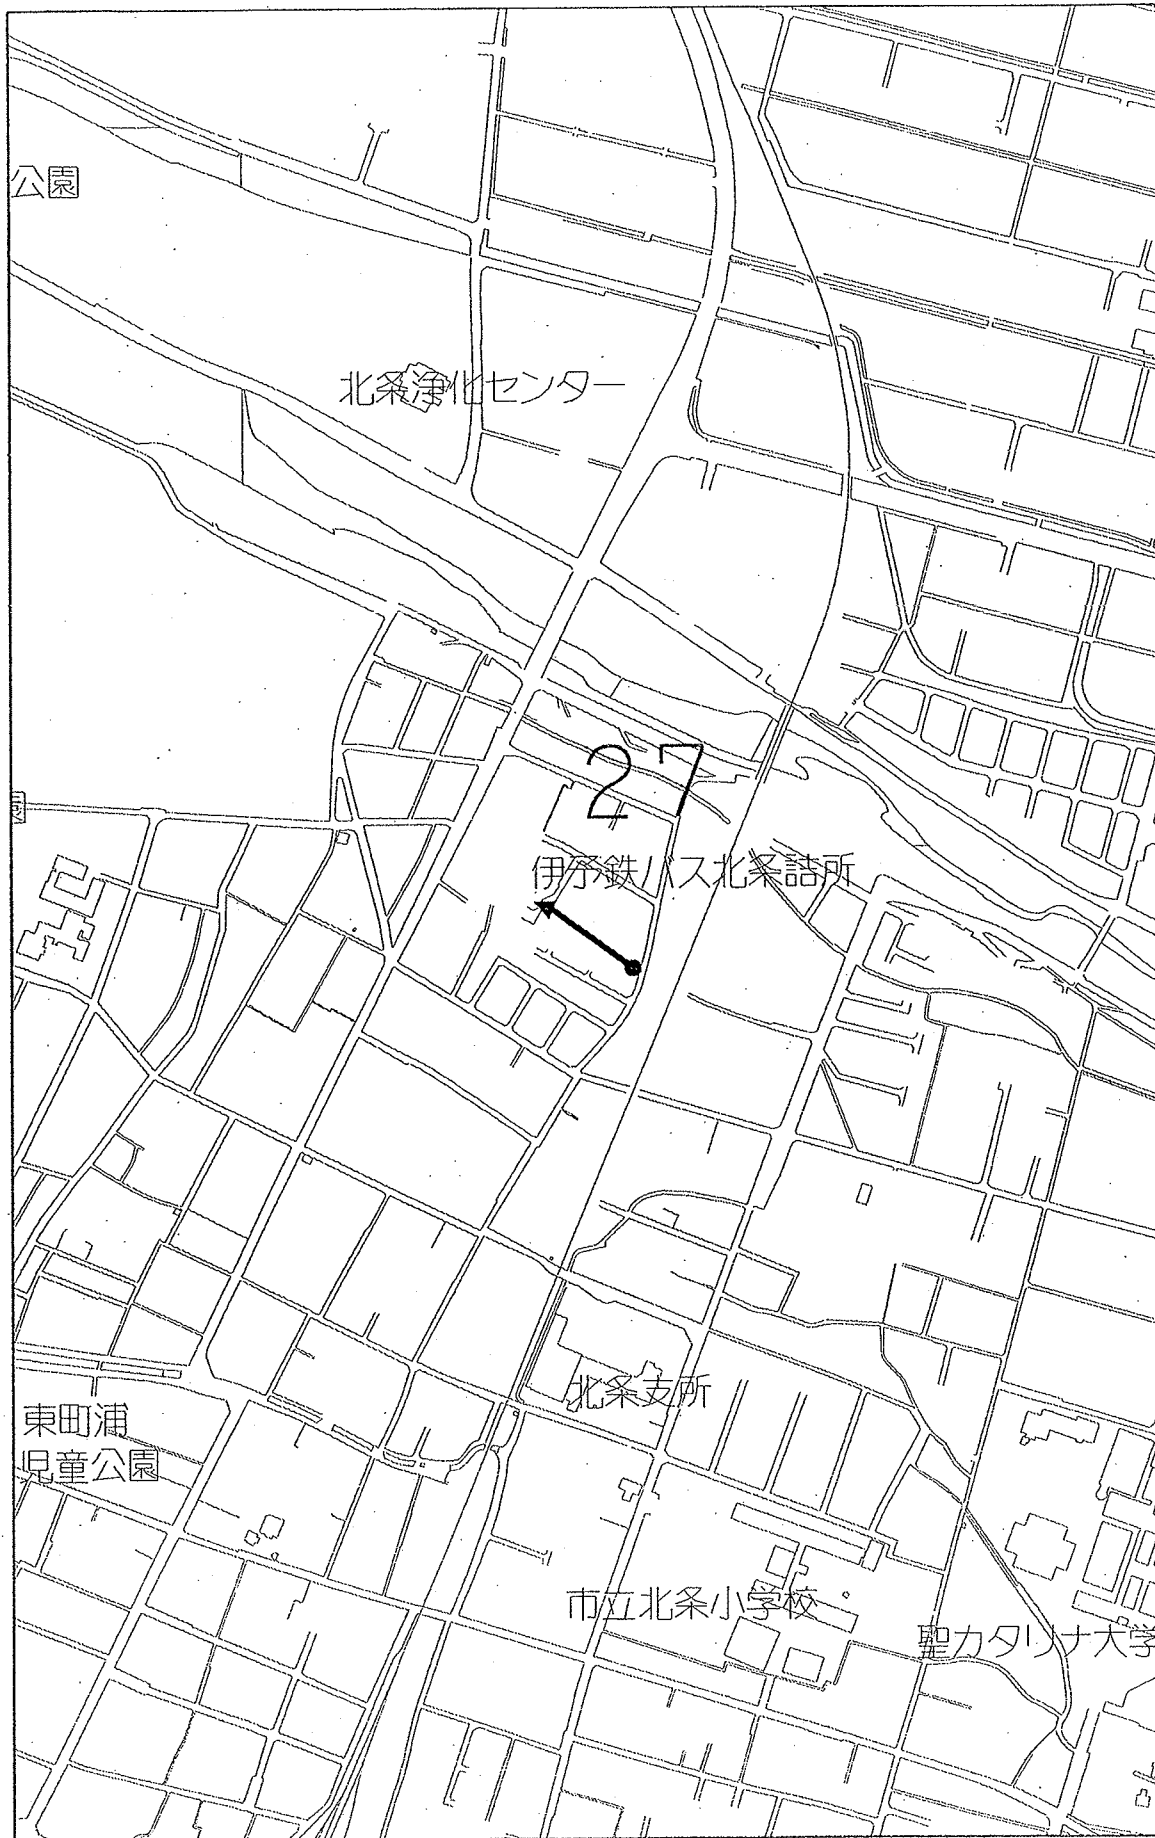 公園
北条浄化センター
27
園
伊予鉄バス北条詰所
北条支所
東町浦
児童公園
市立北条小学校
聖カタリナ大学